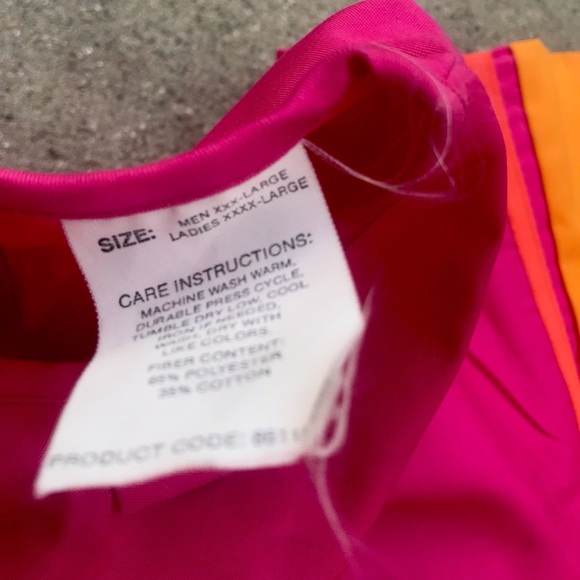 SIZE: MEN XXX-LARGE
LADIES XXXX-LARGE
CARE INSTRUCTIONS:
MACHINE WASH WARM,
DURABLE PRESS CYCLE,
TUMBLE DRY LOW. COOL
IRON IF NEEDED,
WASH, DRY WITH
LIKE COLORS.
FIBER CONTENT:
65% POLYESTER
35% COTTON
PRODUCT CODE: